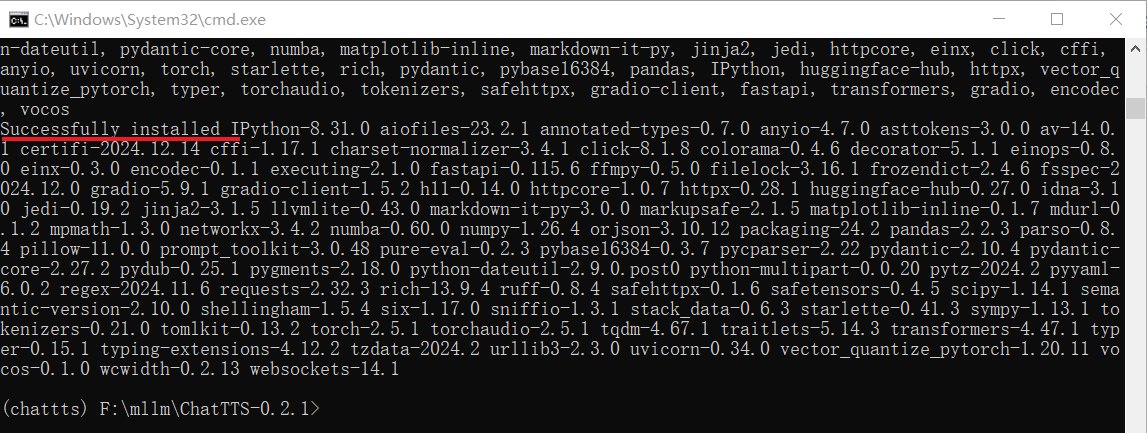 C:\Windows\System32\cmd.exe
n-dateutil, pydantic-core, numba, matplotlib-inline, markdown-it-py, jinja2, jedi, httpcore, einx, click, cffi,
anyio, uvicorn, torch, starlette, rich, pydantic, pybase16384, pandas, IPython, huggingface-hub, httpx, vector_q
uantize_pytorch, typer, torchaudio, tokenizers, safehttpx, gradio-client, fastapi, transformers, gradio, encodec
, vocos
Successfully installed IPython-8.31.0 aiofiles-23.2.1 annotated-types-0.7.0 anyio-4.7.0 asttokens-3.0.0 av-14.0.
1 certifi-2024.12.14 cffi-1.17.1 charset-normalizer-3.4.1 click-8.1.8 colorama-0.4.6 decorator-5.1.1 einops-0.8.
0 einx-0.3.0 encodec-0.1.1 executing-2.1.0 fastapi-0.115.6 ffmpy-0.5.0 filelock-3.16.1 frozendict-2.4.6 fsspec-2
024.12.0 gradio-5.9.1 gradio-client-1.5.2 h11-0.14.0 httpcore-1.0.7 httpx-0.28.1 huggingface-hub-0.27.0 idna-3.1
0 jedi-0.19.2 jinja2-3.1.5 llvmlite-0.43.0 markdown-it-py-3.0.0 markupsafe-2.1.5 matplotlib-inline-0.1.7 mdurl-0
.1.2 mpmath-1.3.0 networkx-3.4.2 numba-0.60.0 numpy-1.26.4 orjson-3.10.12 packaging-24.2 pandas-2.2.3 parso-0.8.
4 pillow-11.0.0 prompt_toolkit-3.0.48 pure-eval-0.2.3 pybase16384-0.3.7 pycparser-2.22 pydantic-2.10.4 pydantic-
core-2.27.2 pydub-0.25.1 pygments-2.18.0 python-dateutil-2.9.0.post0 python-multipart-0.0.20 pytz-2024.2 pyyaml-
6.0.2 regex-2024.11.6 requests-2.32.3 rich-13.9.4 ruff-0.8.4 safehttpx-0.1.6 safetensors-0.4.5 scipy-1.14.1 sema
ntic-version-2.10.0 shellingham-1.5.4 six-1.17.0 sniffio-1.3.1 stack_data-0.6.3 starlette-0.41.3 sympy-1.13.1 to
kenizers-0.21.0 tomlkit-0.13.2 torch-2.5.1 torchaudio-2.5.1 tqdm-4.67.1 traitlets-5.14.3 transformers-4.47.1 typ
er-0.15.1 typing-extensions-4.12.2 tzdata-2024.2 urllib3-2.3.0 uvicorn-0.34.0 vector_quantize_pytorch-1.20.11 vo
cos-0.1.0 wcwidth-0.2.13 websockets-14.1
(chattts) F:\mllm\ChatTTS-0.2.1>